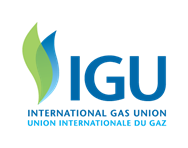 IGU
INTERNATIONAL GAS UNION
UNION INTERNATIONALE DU GAZ